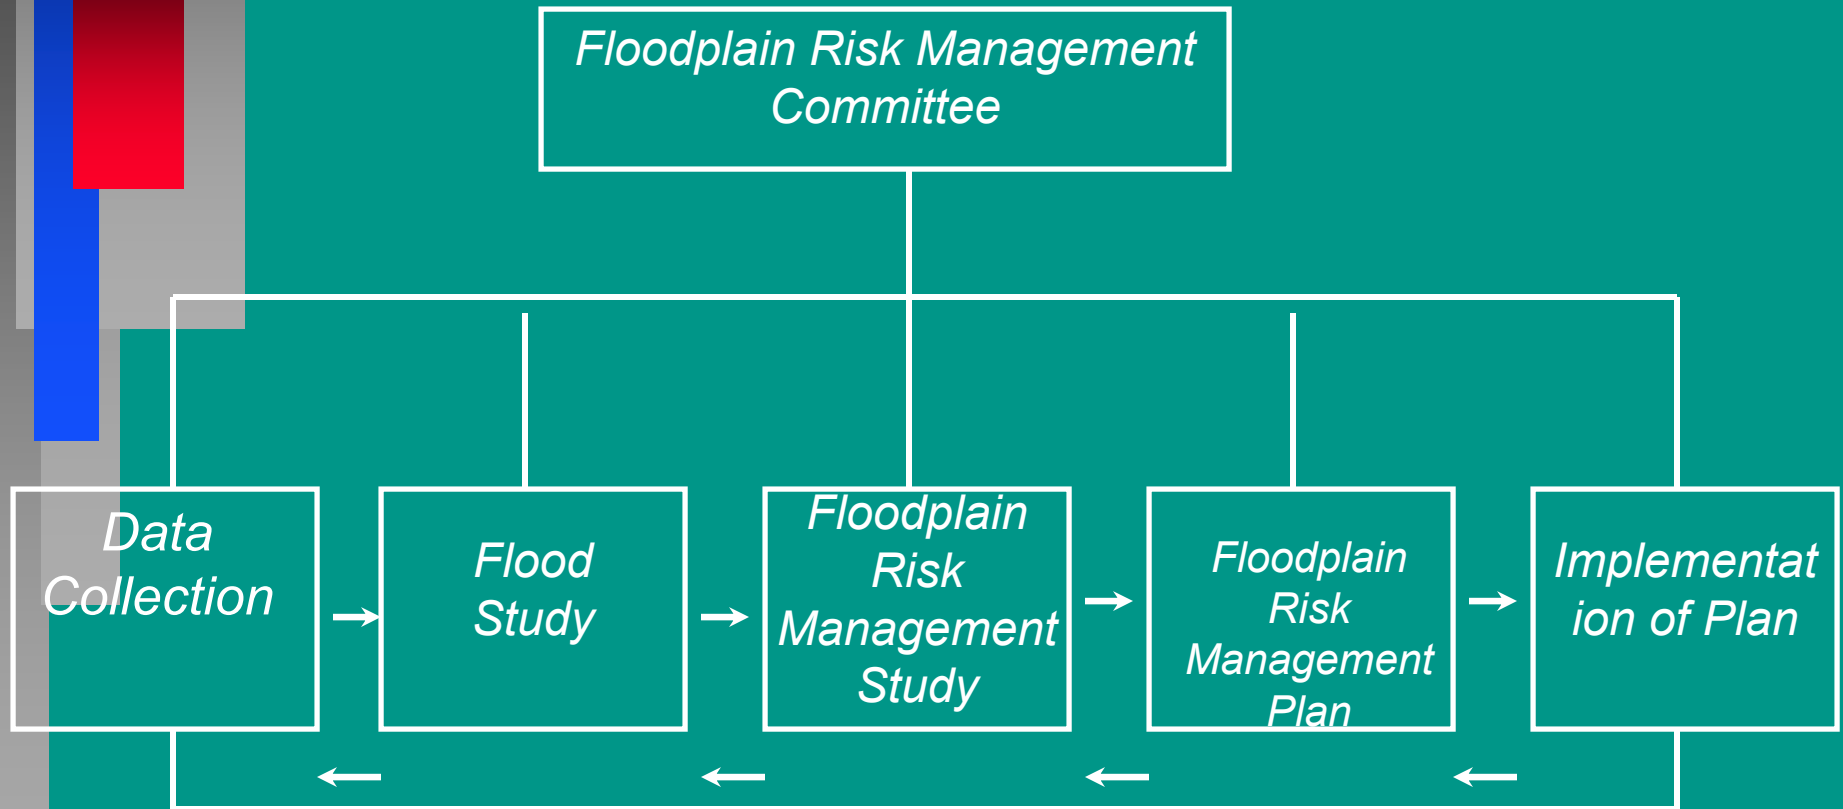 Floodplain Risk Management
Committee
Data
Collection
Flood
Study
Floodplain
Risk
Management
Study
Floodplain
Risk
Management
Plan
Implementat
ion of Plan